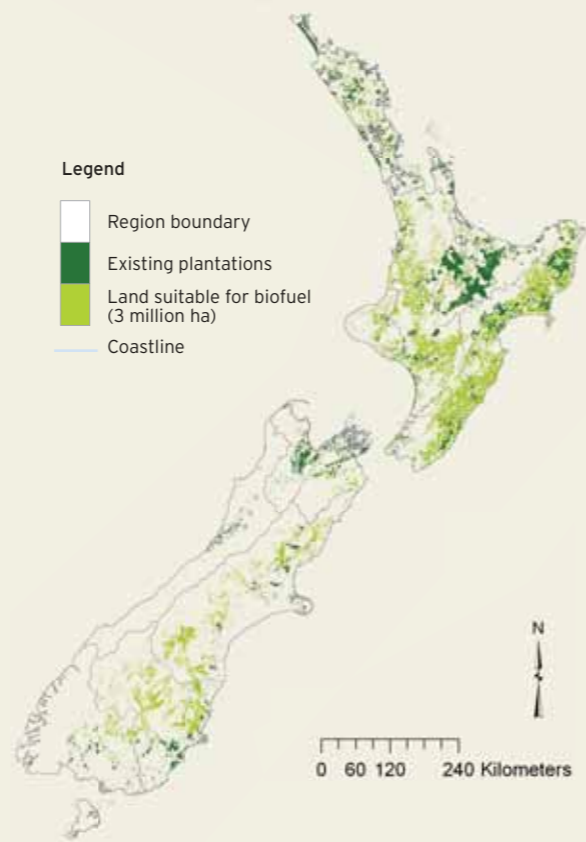 Legend
Region boundary
Existing plantations
Land suitable for biofuel
(3 million ha)
Coastline
N
0 60 120 240 Kilometers